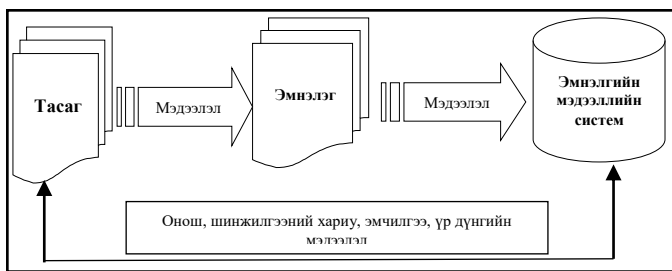 Тасаг
Мэдээлэл
Эмнэлэг
Мэдээлэл
Эмнэлгийн
мэдээллийн
систем
Онош, шинжилгээний хариу, эмчилгээ, үр дүнгийн
мэдээлэл